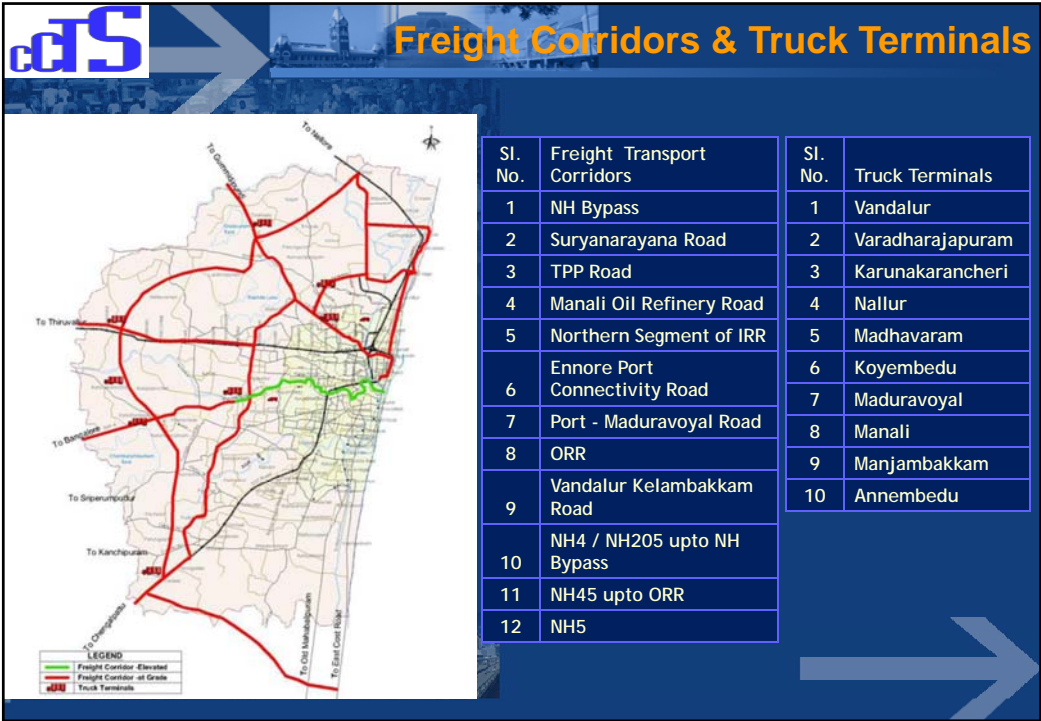 ccTS
Freight Corridors & Truck Terminals
To Nellore
To Gummidipundi
To Thiruvallur
To Bangalore
To Sriperumputtur
To Kanchipuram
To Chengalpattu
To Old Mahabalipuram
To East Cost Road
LEGEND
Freight Corridor -Elevated
Freight Corridor -at Grade
Truck Terminals
Sl. No. Freight Transport Corridors
1 NH Bypass
2 Suryanarayana Road
3 TPP Road
4 Manali Oil Refinery Road
5 Northern Segment of IRR
6 Ennore Port Connectivity Road
7 Port - Maduravoyal Road
8 ORR
9 Vandalur Kelambakkam Road
10 NH4 / NH205 upto NH Bypass
11 NH45 upto ORR
12 NH5
Sl. No. Truck Terminals
1 Vandalur
2 Varadharajapuram
3 Karunakarancheri
4 Nallur
5 Madhavaram
6 Koyembedu
7 Maduravoyal
8 Manali
9 Manjambakkam
10 Annembedu